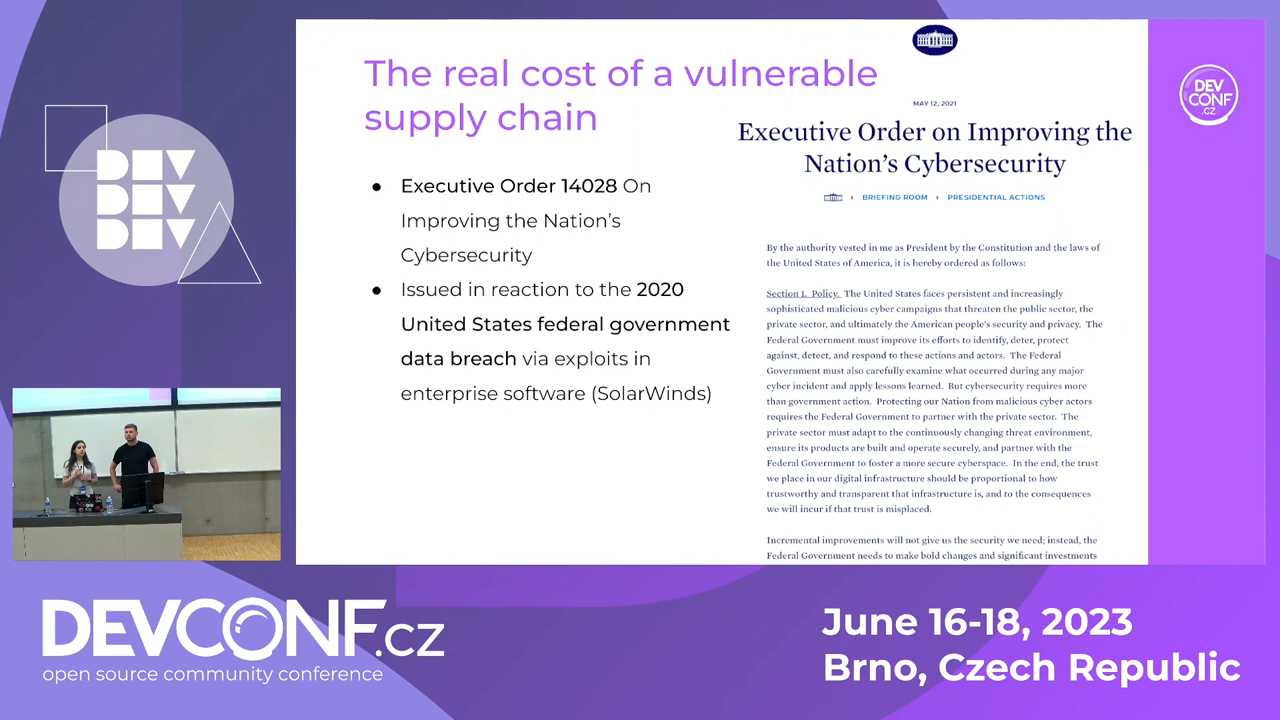 DEV
DEV
DEV
The real cost of a vulnerable
supply chain
● Executive Order 14028 On
Improving the Nation's
Cybersecurity
● Issued in reaction to the 2020
United States federal government
data breach via exploits in
enterprise software (SolarWinds)
MAY 12, 2021
Executive Order on Improving the
Nation's Cybersecurity
BRIEFING ROOM › PRESIDENTIAL ACTIONS
By the authority vested in me as President by the Constitution and the laws of
the United States of America, it is hereby ordered as follows:
Section 1. Policy. The United States faces persistent and increasingly
sophisticated malicious cyber campaigns that threaten the public sector, the
private sector, and ultimately the American people's security and privacy. The
Federal Government must improve its efforts to identify, deter, protect
against, detect, and respond to these actions and actors. The Federal
Government must also carefully examine what occurred during any major
cyber incident and apply lessons learned. But cybersecurity requires more
than government action. Protecting our Nation from malicious cyber actors
requires the Federal Government to partner with the private sector. The
private sector must adapt to the continuously changing threat environment,
ensure its products are built and operate securely, and partner with the
Federal Government to foster a more secure cyberspace. In the end, the trust
we place in our digital infrastructure should be proportional to how
trustworthy and transparent that infrastructure is, and to the consequences
we will incur if that trust is misplaced.
Incremental improvements will not give us the security we need; instead, the
Federal Government needs to make bold changes and significant investments
DEV
CONF
.CZ
DEVCONF.cz
open source community conference
June 16-18, 2023
Brno, Czech Republic